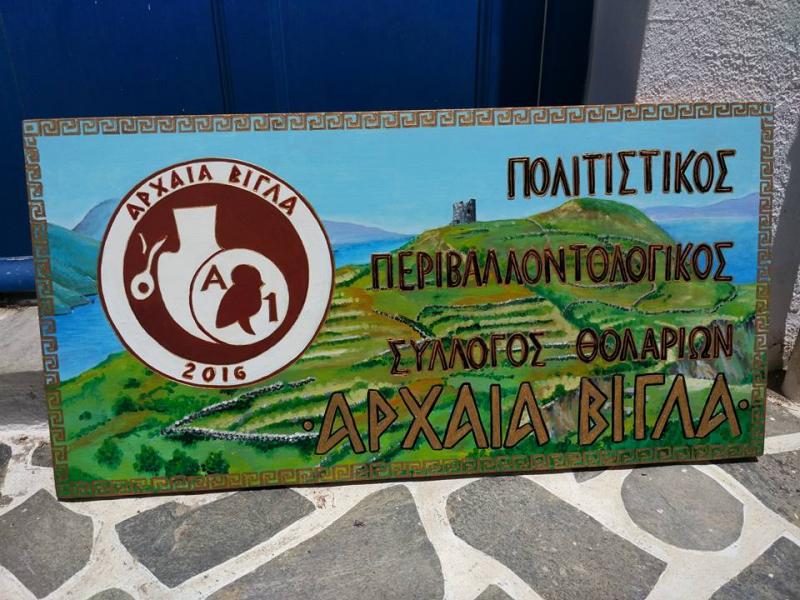 ΑΡΧΑΙΑ ΒΙΓΛΑ
Α 1
2016
ΠΟΛΙΤΙΣΤΙΚΟΣ
ΠΕΡΙΒΑΛΛΟΝΤΟΛΟΓΙΚΟΣ
ΣΥΛΛΟΓΟΣ ΘΟΛΑΡΙΩΝ
·ΑΡΧΑΙΑ ΒΙΓΛΑ·